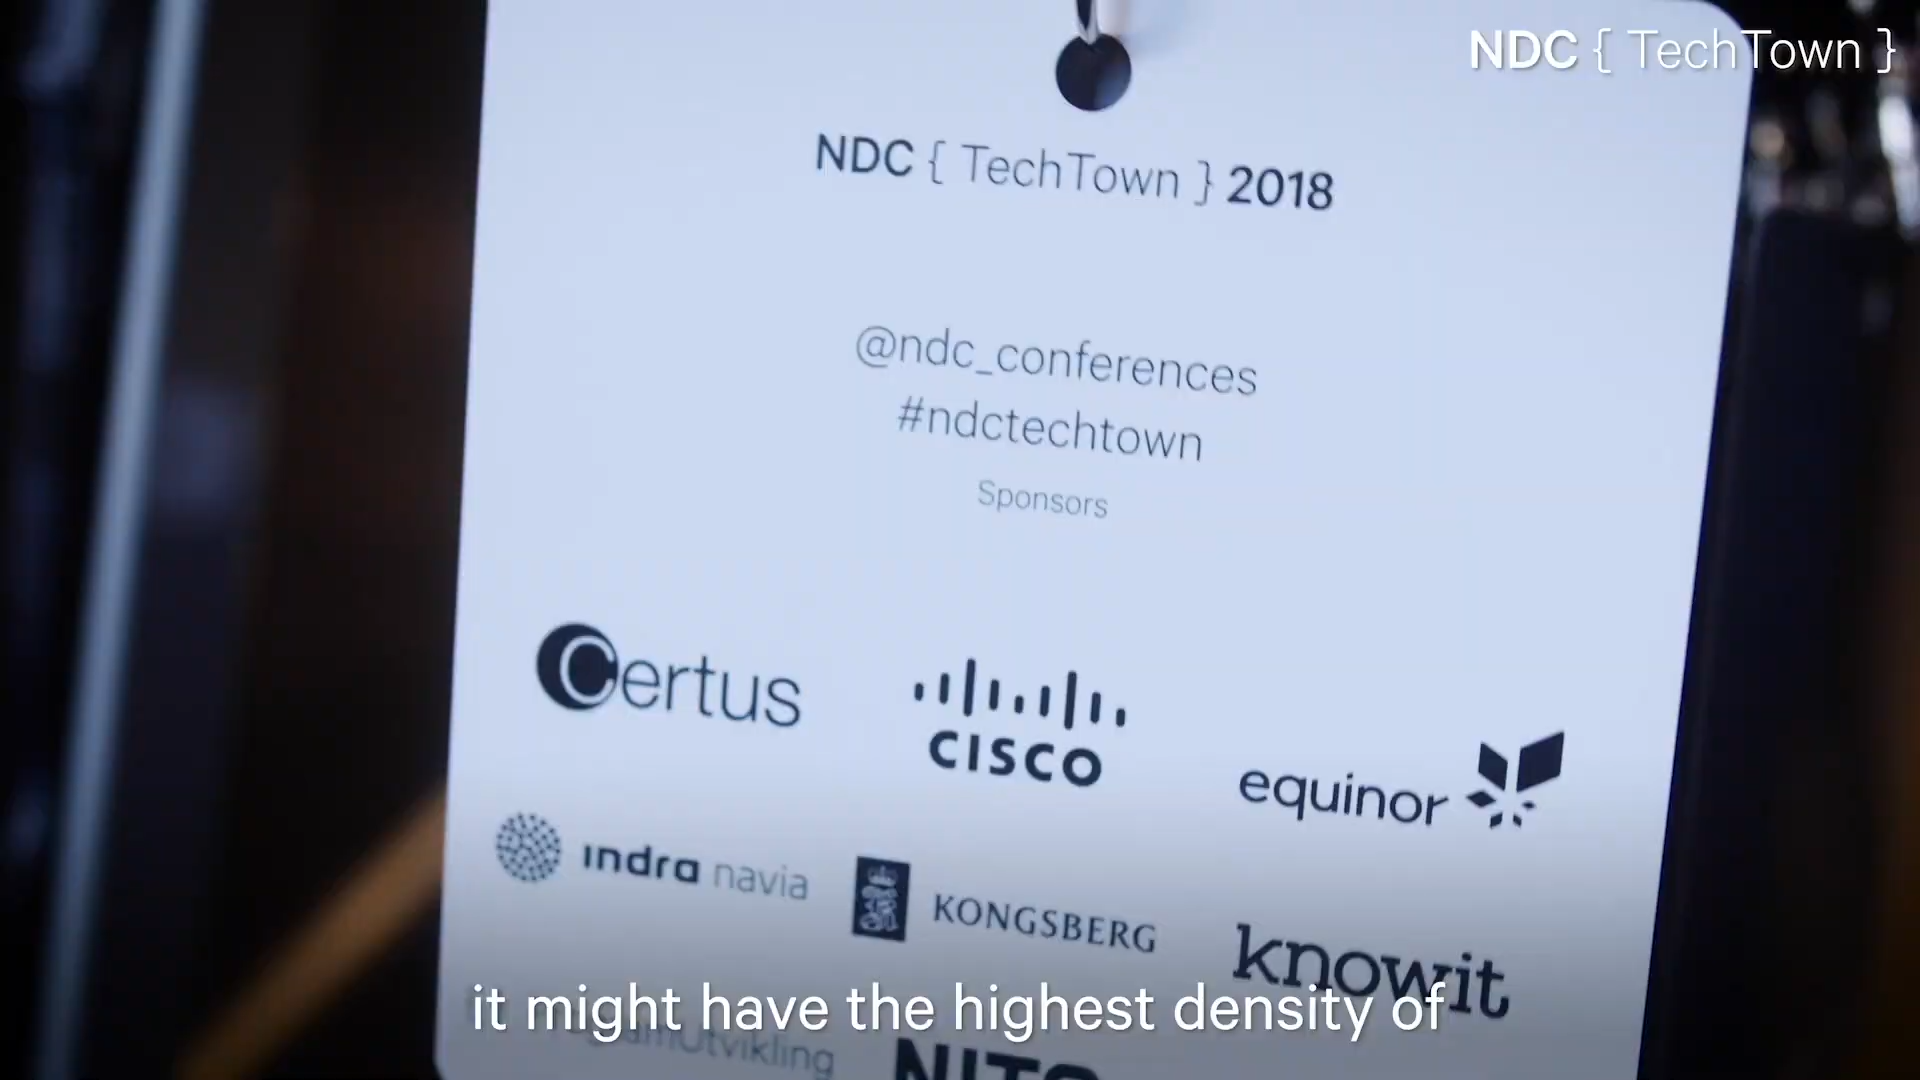 NDC { TechTown }
NDC { TechTown } 2018
@ndc_conferences
#ndctechtown
Sponsors
Certus
CISCO
equinor
indra navia
KONGSBERG
knowit
it might have the highest density of